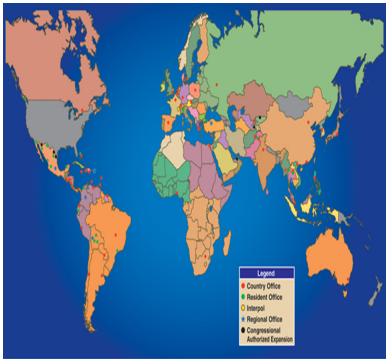 Legend
Country Office
Resident Office
Interpol
Regional Office
Congressional
Authorized Expansion